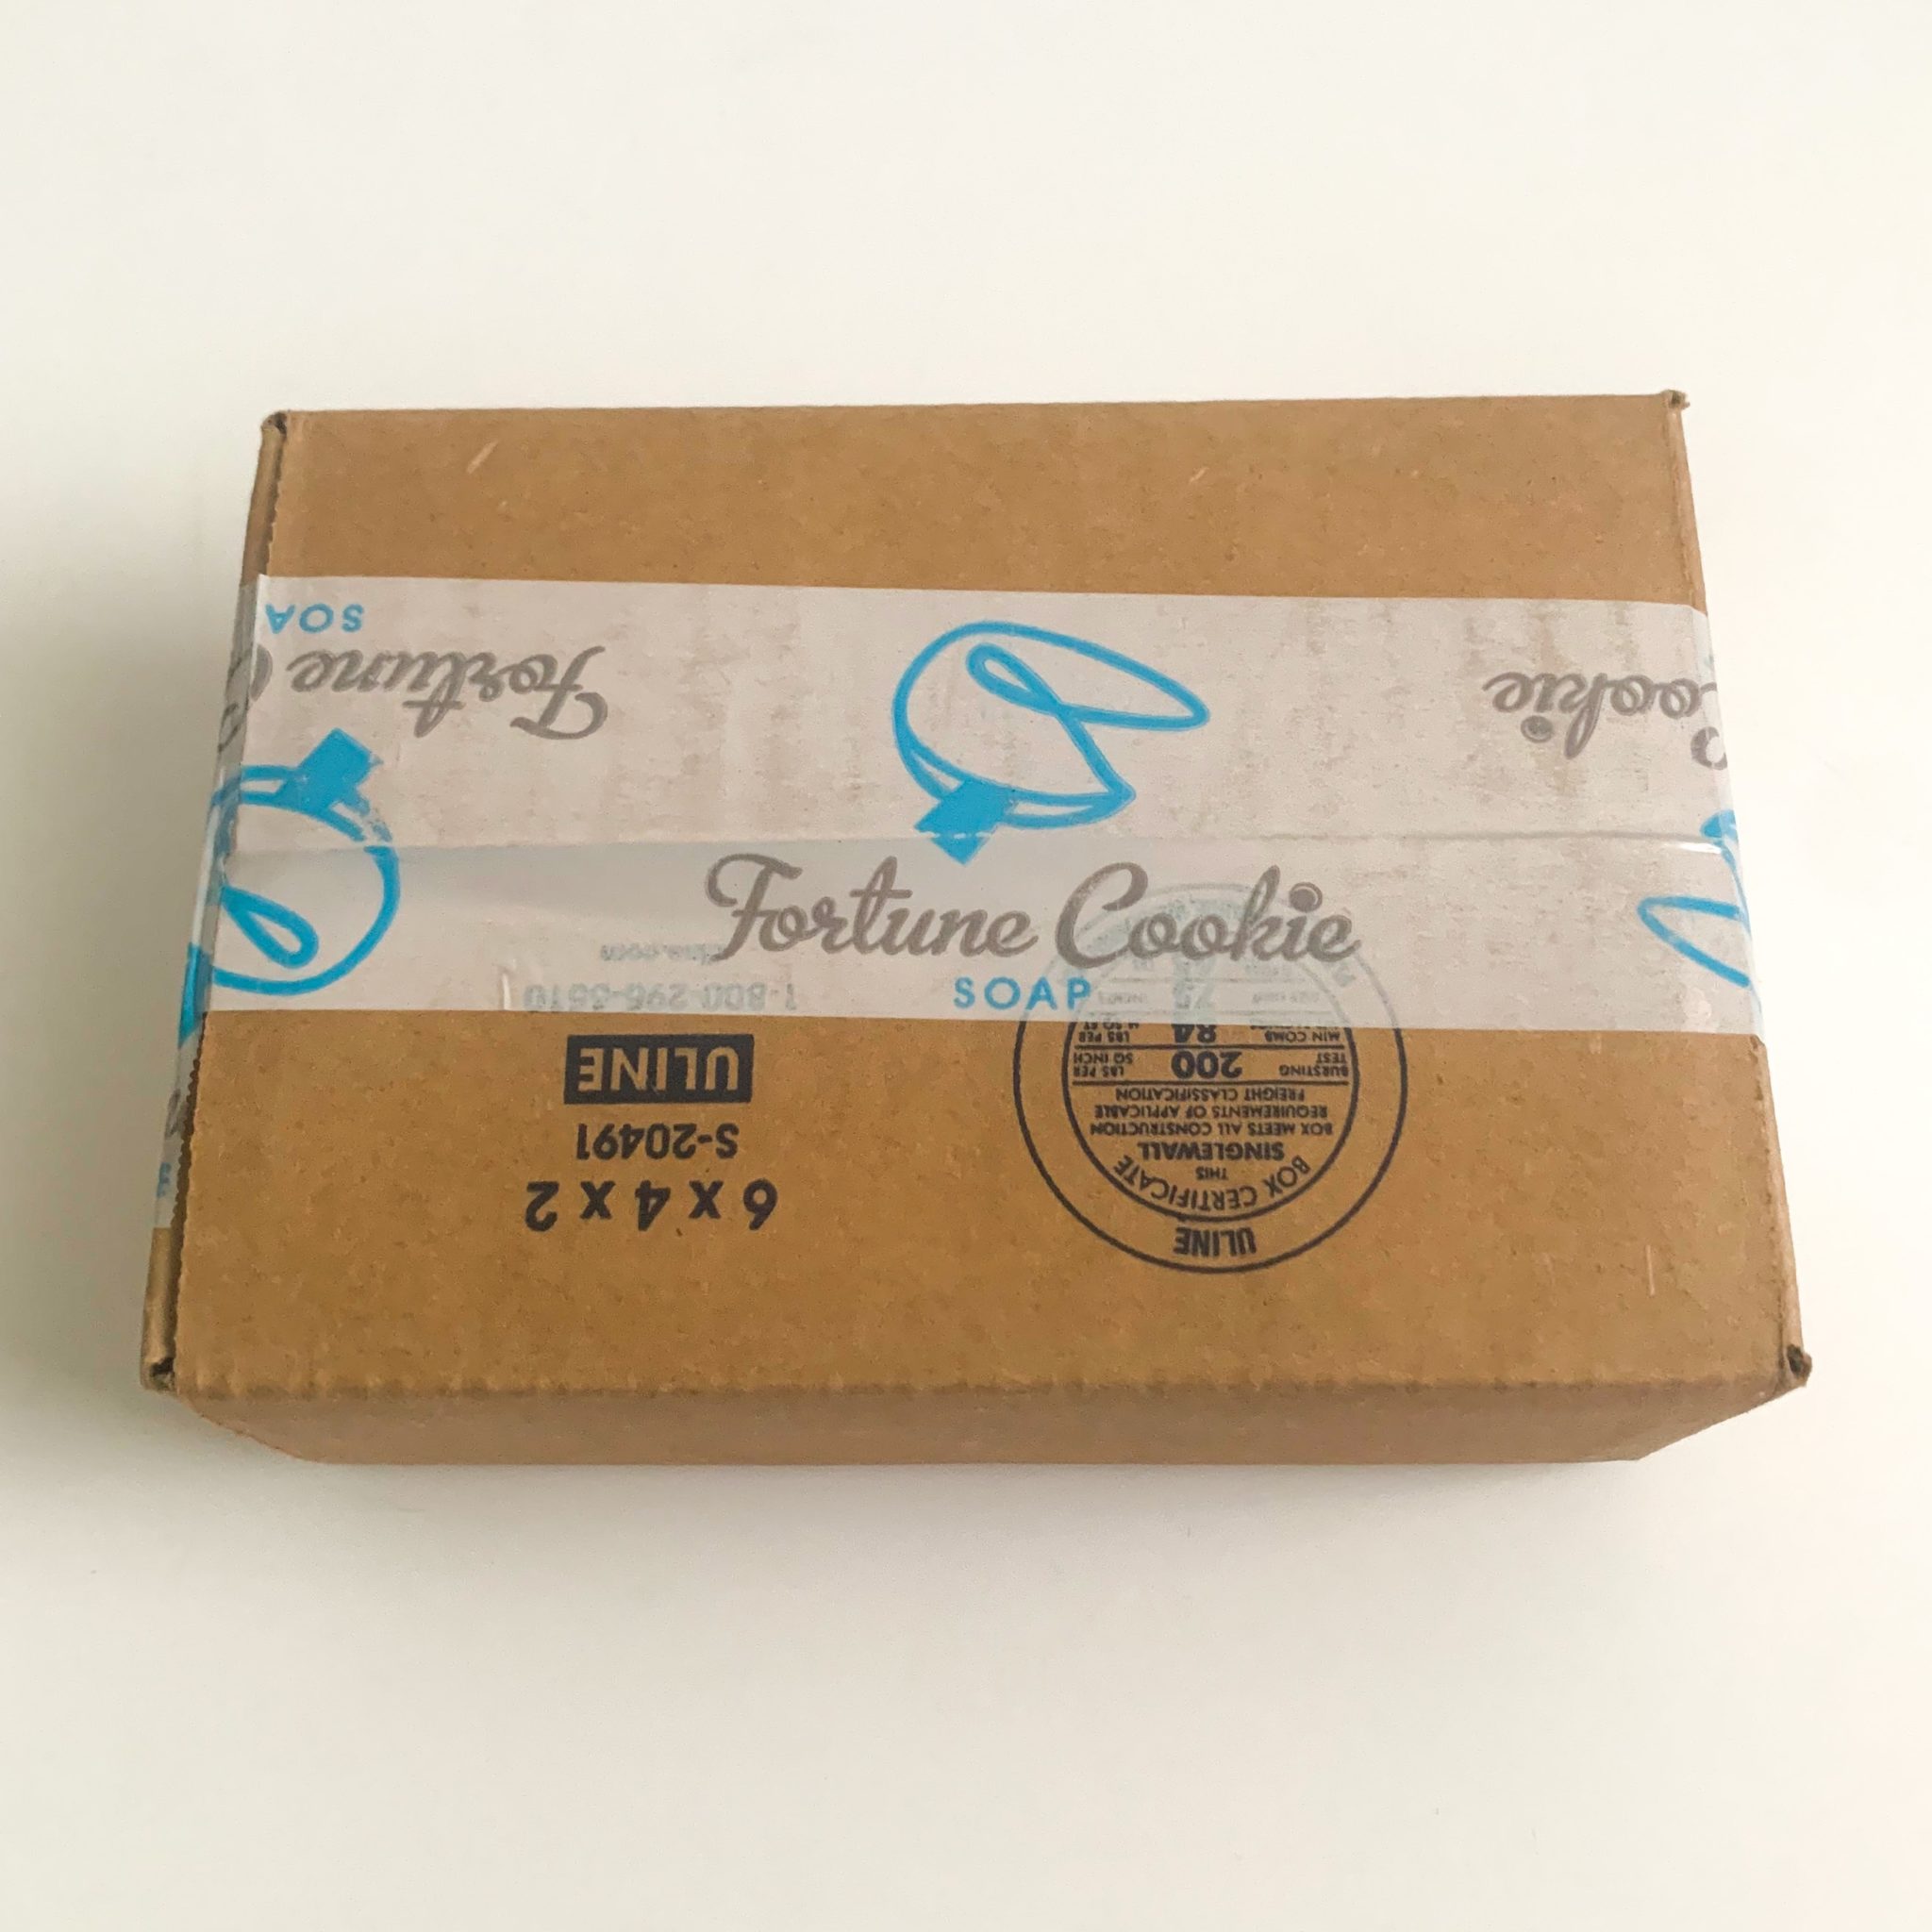 SOA
Fortune
Cookie
Fortune Cookie
SOAP
6 x 4 x 2
S-20491
ULINE
1-800-295-5510
.com
ULINE
BOX CERTIFICATE
THIS
SINGLEWALL
BOX MEETS ALL CONSTRUCTION
REQUIREMENTS OF APPLICABLE
FREIGHT CLASSIFICATION
BURSTING TEST 200 LBS PER SQ INCH
MIN COMB